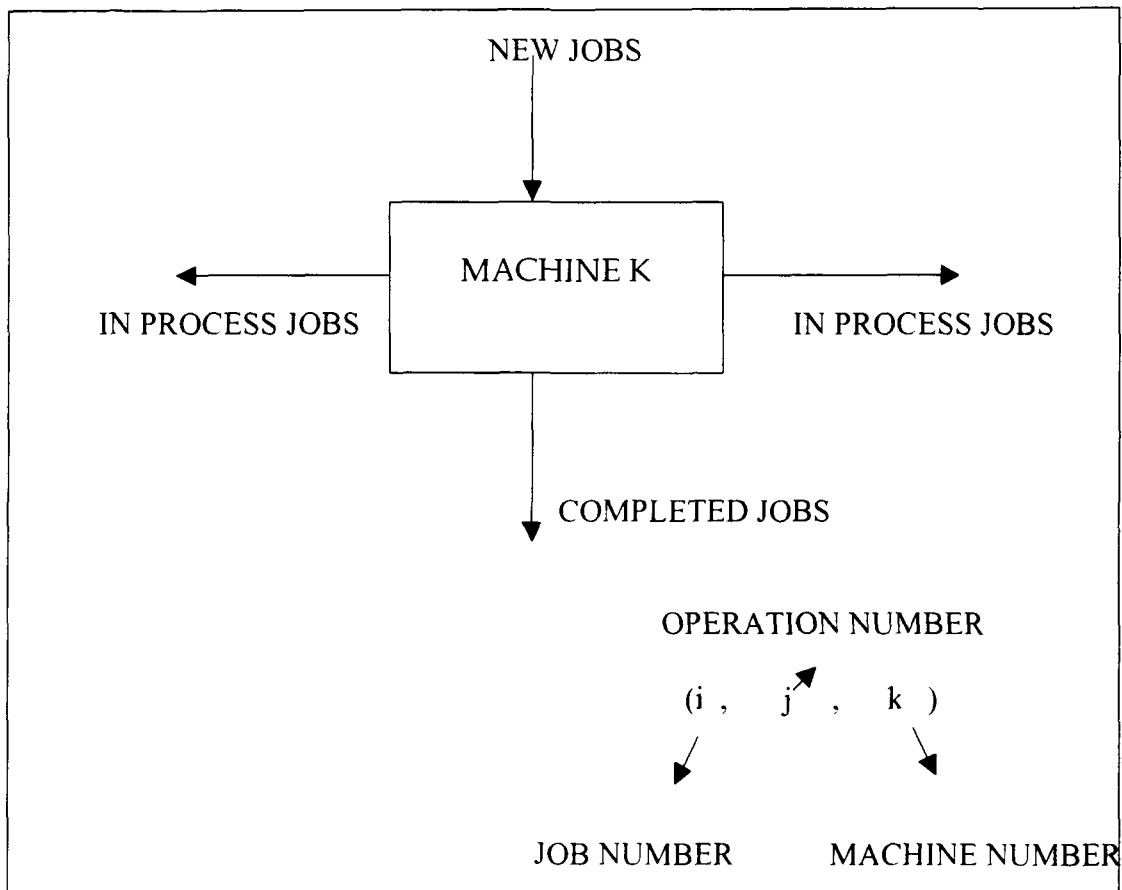 NEW JOBS
MACHINE K
IN PROCESS JOBS IN PROCESS JOBS
COMPLETED JOBS
OPERATION NUMBER
(i , j , k )
JOB NUMBER MACHINE NUMBER